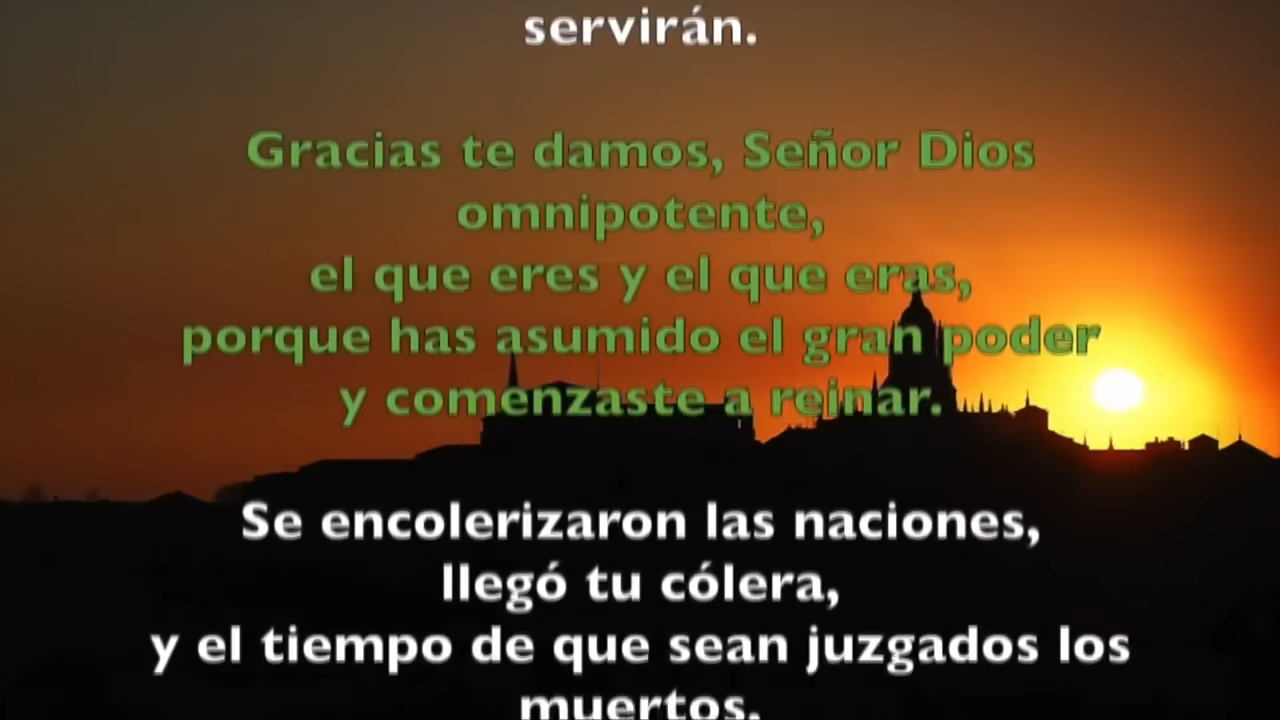 servirán.
Gracias te damos, Señor Dios
omnipotente,
el que eres y el que eras,
porque has asumido el gran poder
y comenzaste a reinar.
Se encolerizaron las naciones,
llegó tu cólera,
y el tiempo de que sean juzgados los
muertos,